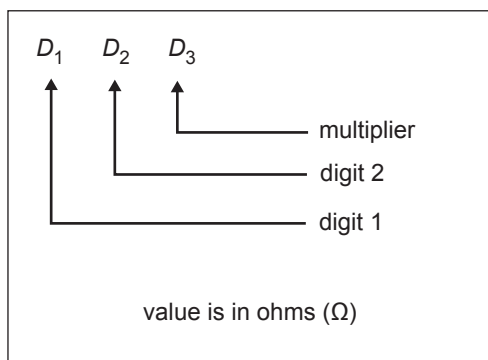 D₁ D₂ D₃
multiplier
digit 2
digit 1
value is in ohms (Ω)